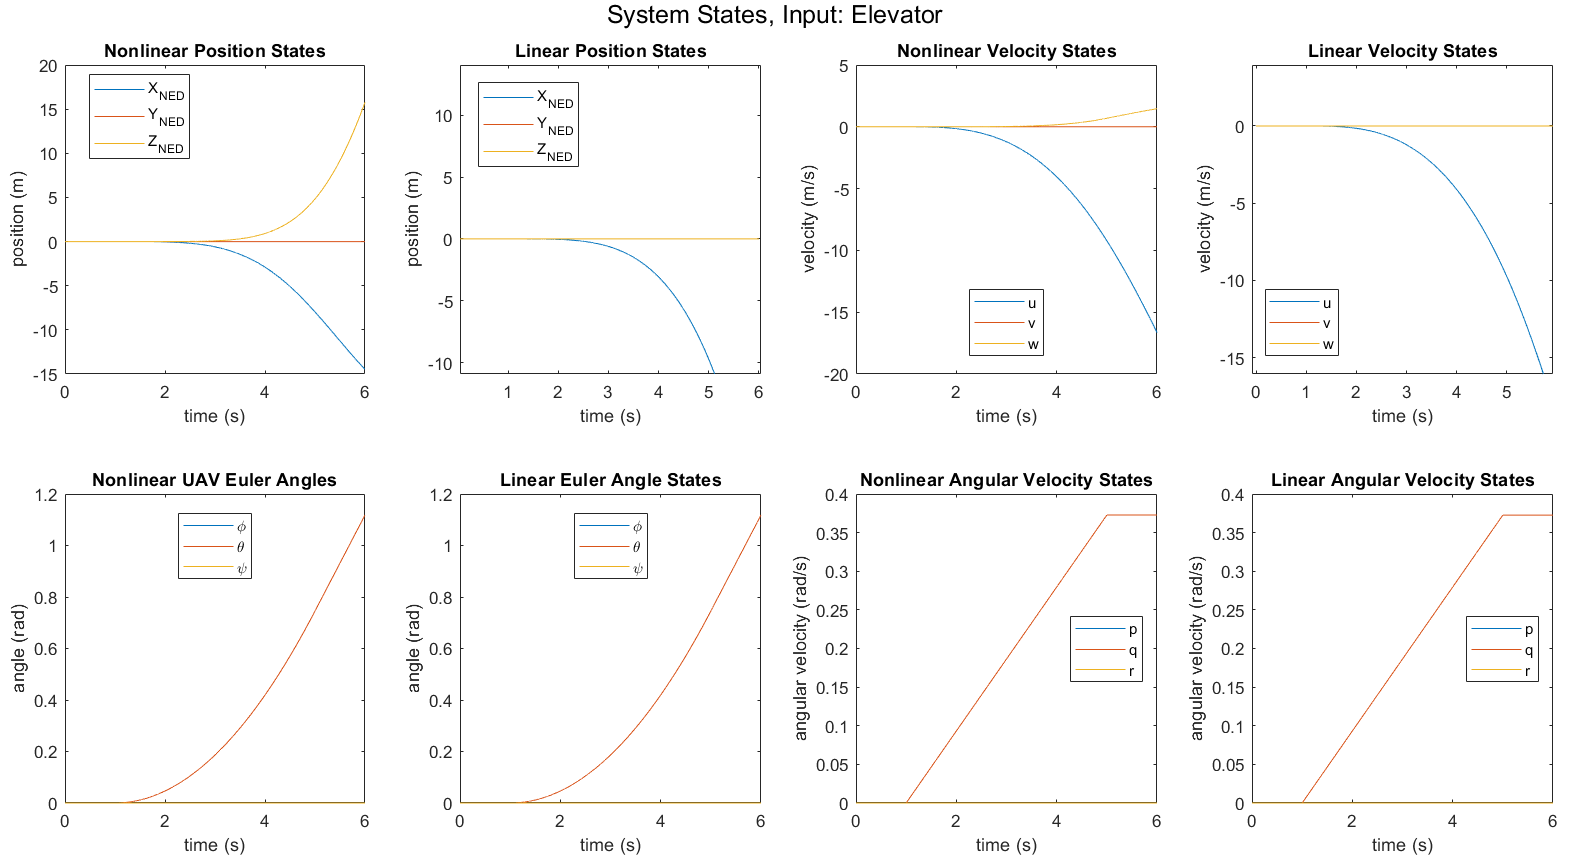 System States, Input: Elevator
Nonlinear Position States
20
15
10
5
0
-5
-10
-15
0
2
4
6
position (m)
time (s)
X_NED
Y_NED
Z_NED
Linear Position States
10
5
0
-5
-10
1
2
3
4
5
6
position (m)
time (s)
X_NED
Y_NED
Z_NED
Nonlinear Velocity States
5
0
-5
-10
-15
-20
0
2
4
6
velocity (m/s)
time (s)
u
v
w
Linear Velocity States
0
-5
-10
-15
0
1
2
3
4
5
velocity (m/s)
time (s)
u
v
w
Nonlinear UAV Euler Angles
1.2
1
0.8
0.6
0.4
0.2
0
0
2
4
6
angle (rad)
time (s)
ϕ
θ
ψ
Linear Euler Angle States
1.2
1
0.8
0.6
0.4
0.2
0
0
2
4
6
angle (rad)
time (s)
ϕ
θ
ψ
Nonlinear Angular Velocity States
0.4
0.35
0.3
0.25
0.2
0.15
0.1
0.05
0
0
2
4
6
angular velocity (rad/s)
time (s)
p
q
r
Linear Angular Velocity States
0.4
0.35
0.3
0.25
0.2
0.15
0.1
0.05
0
0
2
4
6
angular velocity (rad/s)
time (s)
p
q
r